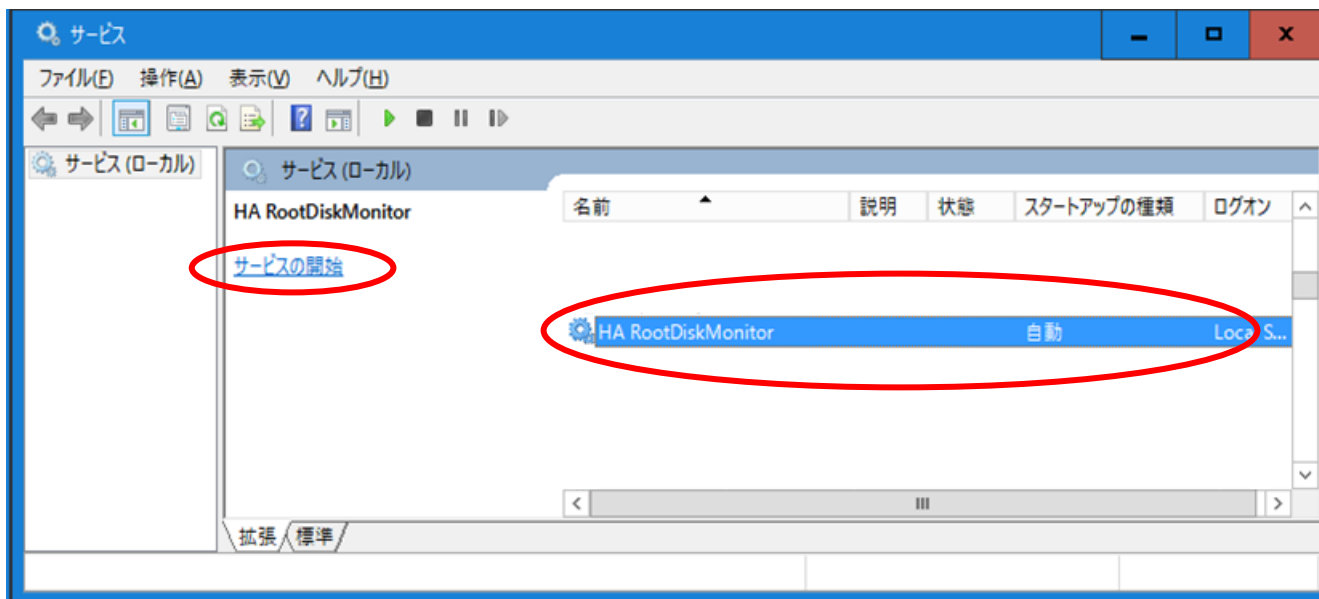 サービス
ファイル(F) 操作(A) 表示(V) ヘルプ(H)
サービス (ローカル)
サービス (ローカル)
HA RootDiskMonitor
サービスの開始
名前 説明 状態 スタートアップの種類 ログオン
HA RootDiskMonitor 自動 Local S...
拡張 標準